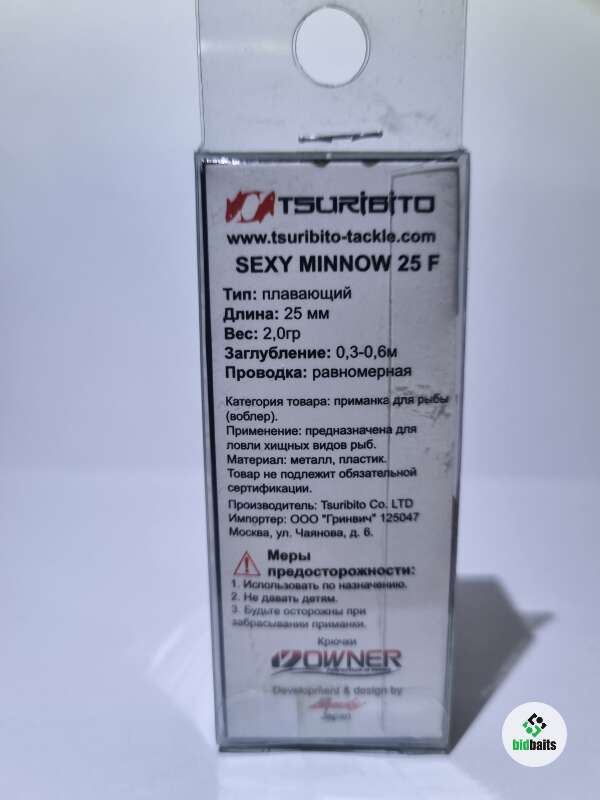 TSURIBITO
www.tsuribito-tackle.com
SEXY MINNOW 25 F
Тип: плавающий
Длина: 25 мм
Вес: 2,0гр
Заглубление: 0,3-0,6м
Проводка: равномерная
Категория товара: приманка для рыбы
(воблер).
Применение: предназначена для
ловли хищных видов рыб.
Материал: металл, пластик.
Товар не подлежит обязательной
сертификации.
Производитель: Tsuribito Co. LTD
Импортер: ООО "Гринвич" 125047
Москва, ул. Чаянова, д. 6.
Меры
предосторожности:
1. Использовать по назначению.
2. Не давать детям.
3. Будьте осторожны при
забрасывании приманки.
Крючки
OWNER
Development & design by
Japan
bidbaits